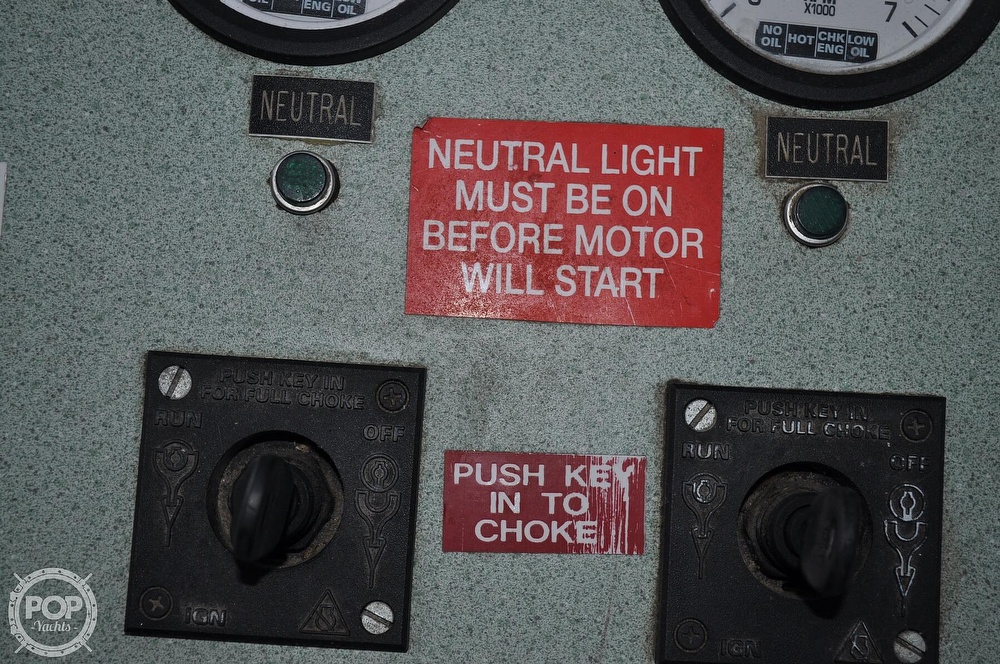 ENG
OIL
X1000
7
NO OIL
HOT
CHK ENG
LOW OIL
NEUTRAL
NEUTRAL
NEUTRAL LIGHT
MUST BE ON
BEFORE MOTOR
WILL START
PUSH KEY IN
FOR FULL CHOKE
RUN
OFF
IGN
PUSH KEY
IN TO
CHOKE
PUSH KEY IN
FOR FULL CHOKE
RUN
OFF
IGN
POP
-Yachts-